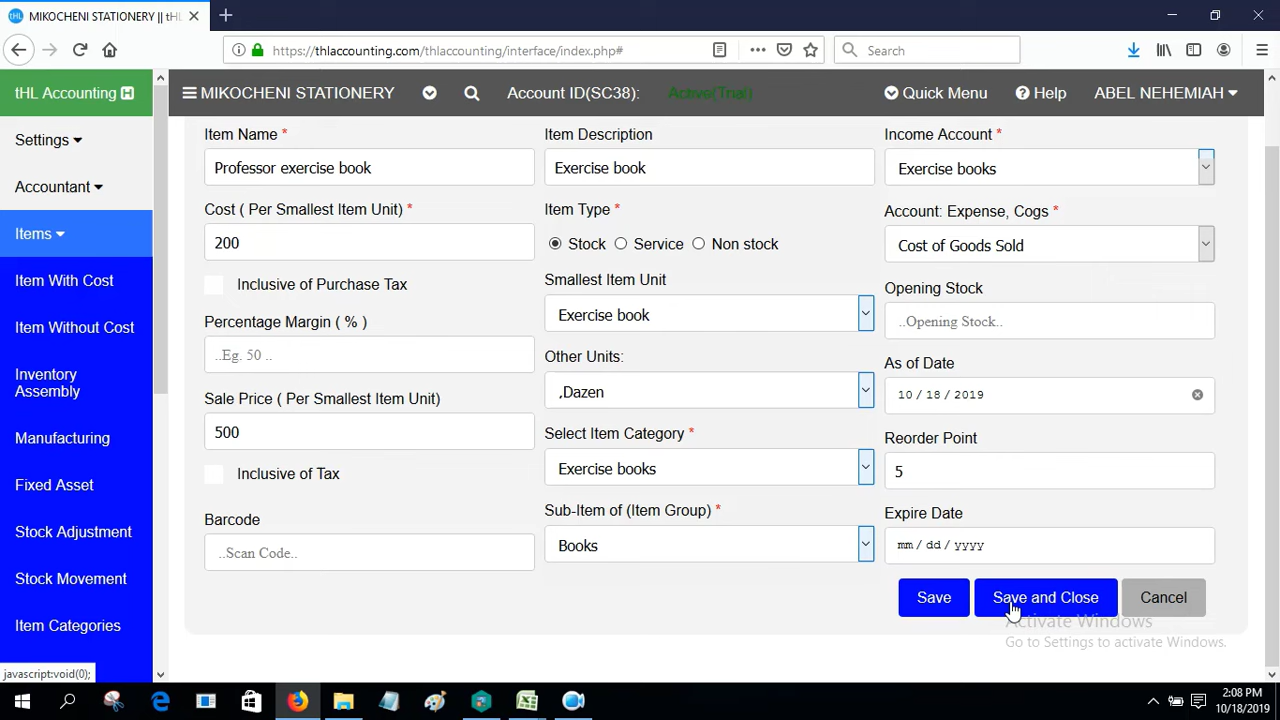 MIKOCHENI STATIONERY || tHL
https://thlaccounting.com/thlaccounting/interface/index.php#
Search
tHL Accounting
MIKOCHENI STATIONERY
Account ID(SC38):
Active(Trial)
Quick Menu
Help
ABEL NEHEMIAH
Settings
Accountant
Items
Item With Cost
Item Without Cost
Inventory
Assembly
Manufacturing
Fixed Asset
Stock Adjustment
Stock Movement
Item Categories
Item Name *
Professor exercise book
Cost ( Per Smallest Item Unit) *
200
Inclusive of Purchase Tax
Percentage Margin ( % )
..Eg. 50 ..
Sale Price ( Per Smallest Item Unit)
500
Inclusive of Tax
Barcode
..Scan Code..
Item Description
Exercise book
Item Type *
Stock Service Non stock
Smallest Item Unit
Exercise book
Other Units:
,Dazen
Select Item Category *
Exercise books
Sub-Item of (Item Group) *
Books
Income Account *
Exercise books
Account: Expense, Cogs *
Cost of Goods Sold
Opening Stock
..Opening Stock..
As of Date
10 / 18 / 2019
Reorder Point
5
Expire Date
mm / dd / yyyy
Save
Save and Close
Cancel
Activate Windows
Go to Settings to activate Windows.
javascript:void(0);
2:08 PM
10/18/2019